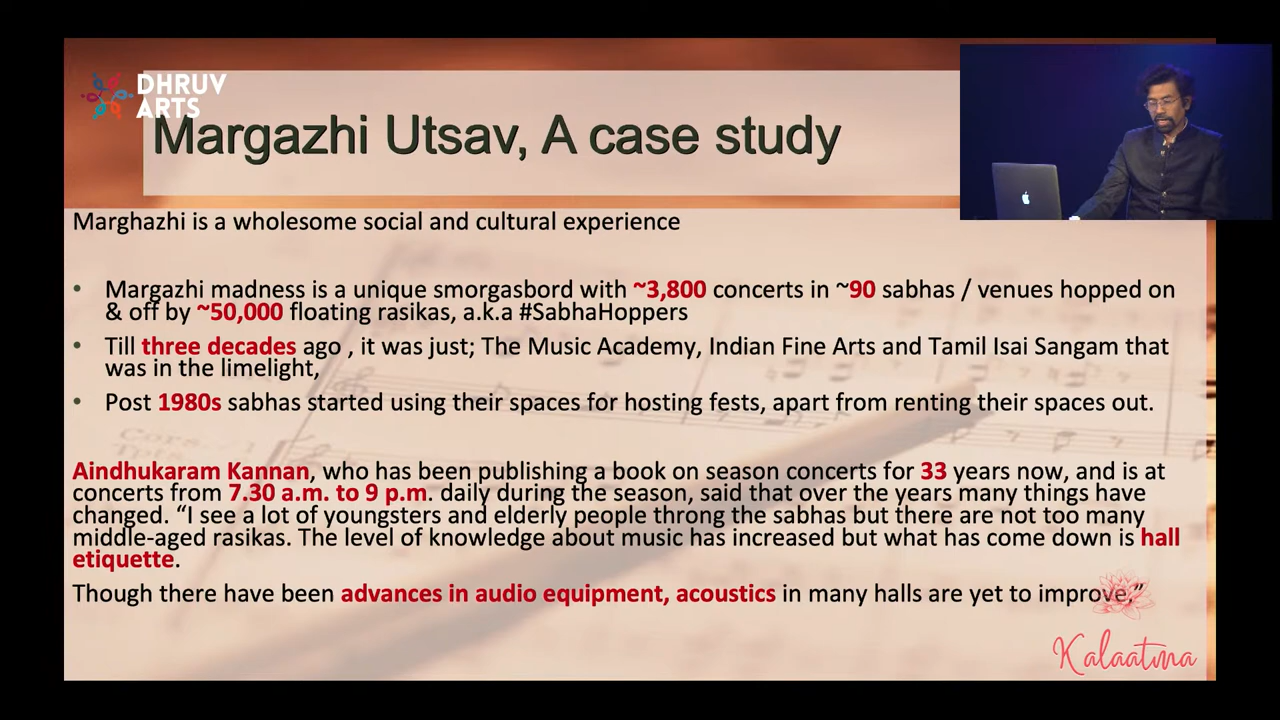 DHRUV
ARTS
Margazhi Utsav, A case study
Marghazhi is a wholesome social and cultural experience
• Margazhi madness is a unique smorgasbord with ~3,800 concerts in ~90 sabhas / venues hopped on
& off by ~50,000 floating rasikas, a.k.a #SabhaHoppers
• Till three decades ago , it was just; The Music Academy, Indian Fine Arts and Tamil Isai Sangam that
was in the limelight,
• Post 1980s sabhas started using their spaces for hosting fests, apart from renting their spaces out.
Aindhukaram Kannan, who has been publishing a book on season concerts for 33 years now, and is at
concerts from 7.30 a.m. to 9 p.m. daily during the season, said that over the years many things have
changed. “I see a lot of youngsters and elderly people throng the sabhas but there are not too many
middle-aged rasikas. The level of knowledge about music has increased but what has come down is hall
etiquette.
Though there have been advances in audio equipment, acoustics in many halls are yet to improve.”
Kalaatma